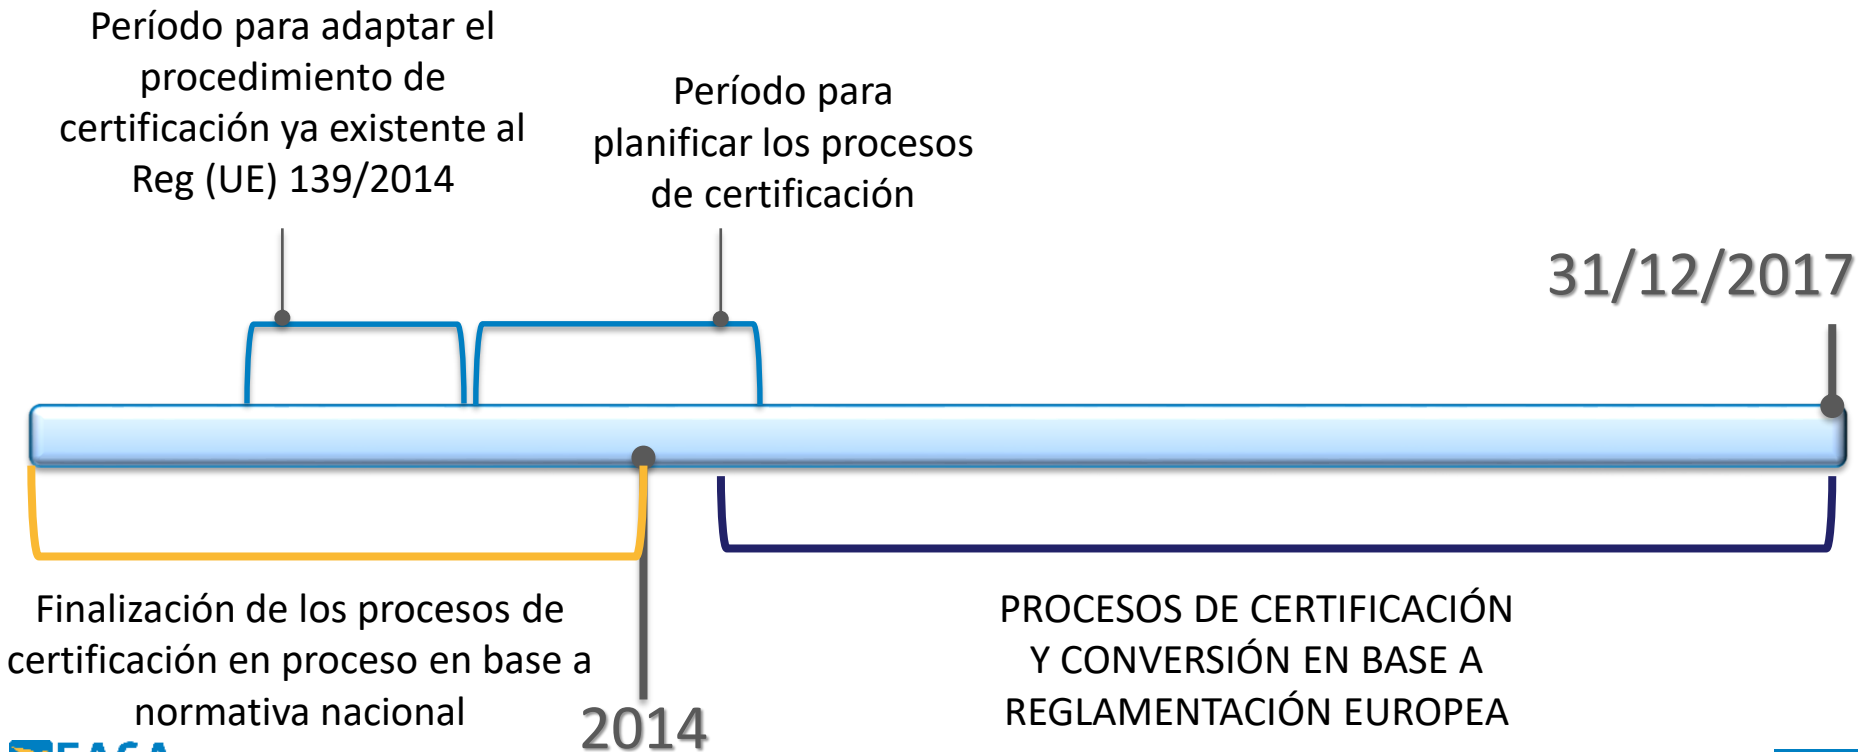 Período para adaptar el
procedimiento de
certificación ya existente al
Reg (UE) 139/2014
Período para
planificar los procesos
de certificación
31/12/2017
Finalización de los procesos de
certificación en proceso en base a
normativa nacional
2014
PROCESOS DE CERTIFICACIÓN
Y CONVERSIÓN EN BASE A
REGLAMENTACIÓN EUROPEA